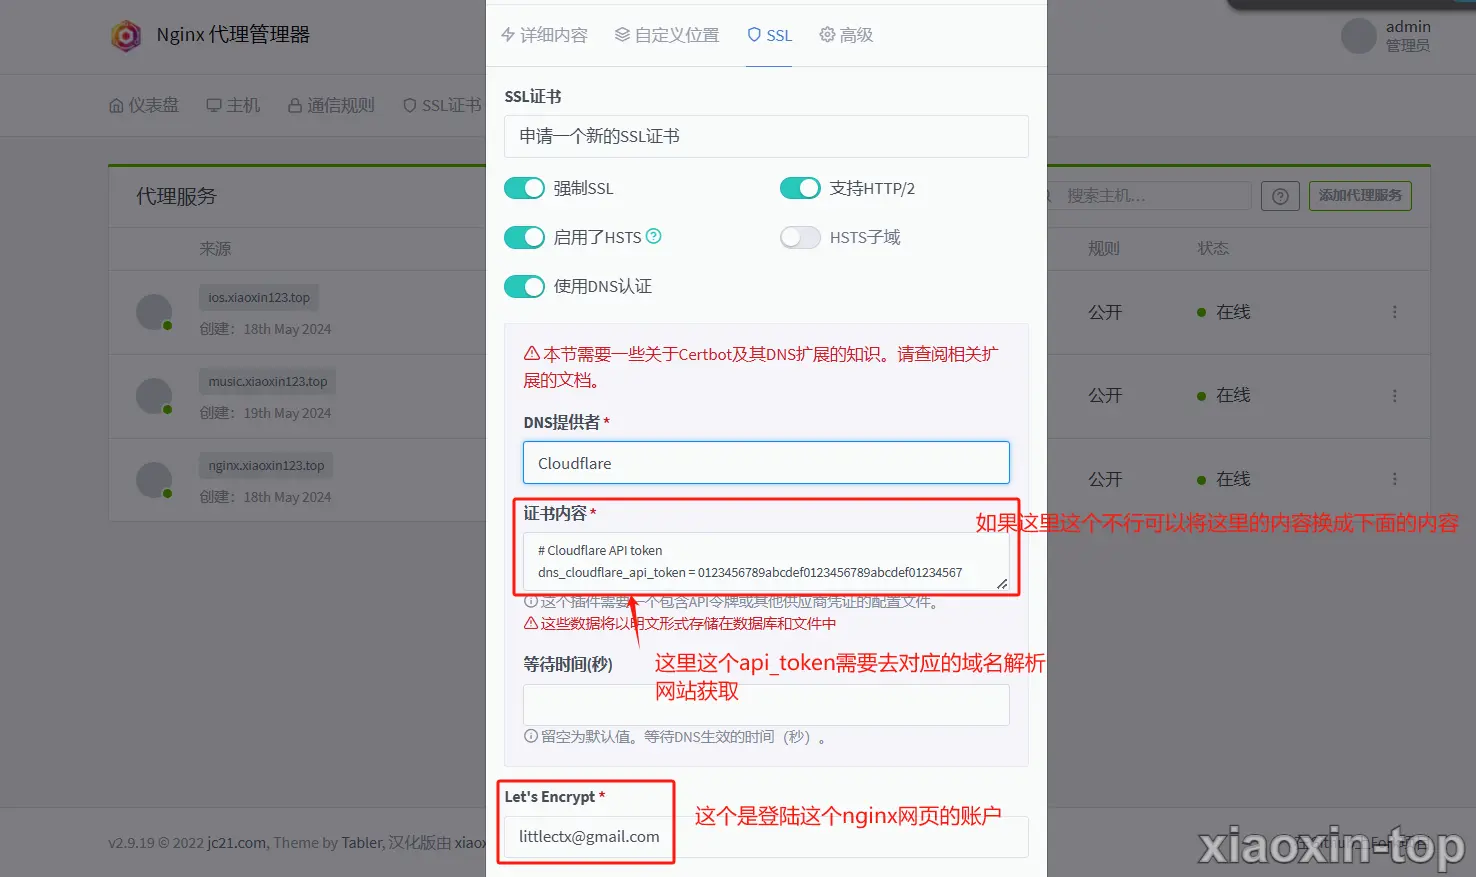 Nginx 代理管理器
admin
管理员
仪表盘
主机
通信规则
SSL证书
详细内容
自定义位置
SSL
高级
SSL证书
申请一个新的SSL证书
强制SSL
支持HTTP/2
启用了HSTS
HSTS子域
使用DNS认证
本节需要一些关于Certbot及其DNS扩展的知识。请查阅相关扩
展的文档。
DNS提供者 *
Cloudflare
证书内容 *
# Cloudflare API token
dns_cloudflare_api_token = 0123456789abcdef0123456789abcdef01234567
如果这里这个不行可以将这里的内容换成下面的内容
这个插件需要一个包含API令牌或其他供应商凭证的配置文件。
这些数据将以明文形式存储在数据库和文件中
这里这个api_token需要去对应的域名解析
网站获取
等待时间(秒)
留空为默认值。等待DNS生效的时间（秒）。
Let's Encrypt *
littlectx@gmail.com
这个是登陆这个nginx网页的账户
代理服务
搜索主机...
添加代理服务
来源
规则
状态
ios.xiaoxin123.top
创建：18th May 2024
公开
在线
music.xiaoxin123.top
创建：19th May 2024
公开
在线
nginx.xiaoxin123.top
创建：18th May 2024
公开
在线
v2.9.19 © 2022 jc21.com, Theme by Tabler, 汉化版由 xiaox
xiaoxin-top